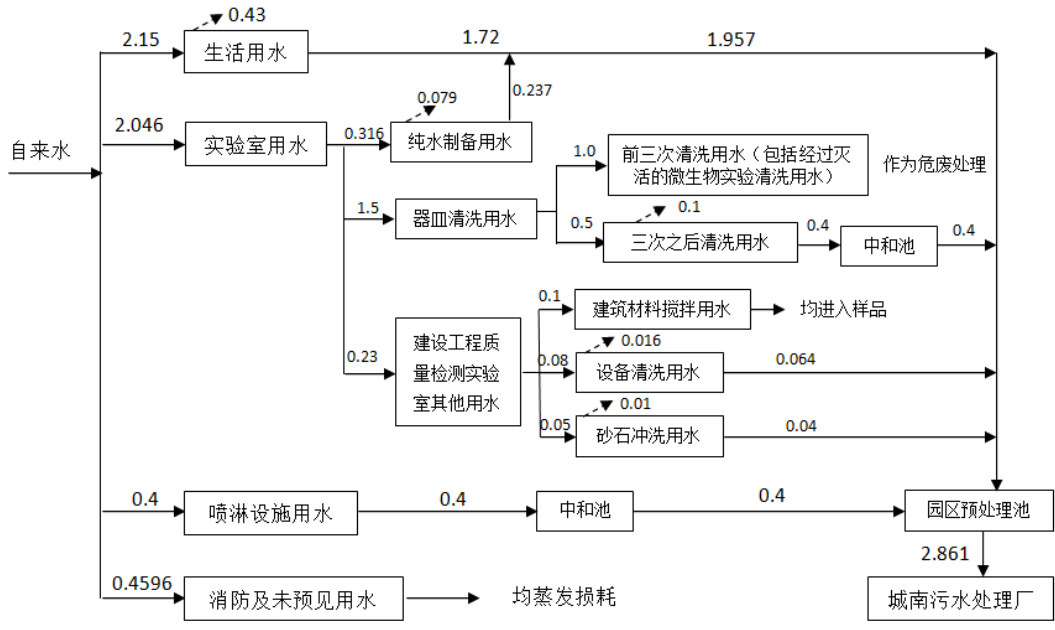 0.43
2.15
生活用水
1.72
1.957
0.237
0.079
2.046
实验室用水
0.316
纯水制备用水
自来水
1.0
前三次清洗用水（包括经过灭
活的微生物实验清洗用水）
作为危废处理
1.5
器皿清洗用水
0.5
0.1
三次之后清洗用水
0.4
中和池
0.4
0.1
建筑材料搅拌用水
均进入样品
0.23
建设工程质
量检测实验
室其他用水
0.08
0.016
设备清洗用水
0.064
0.05
0.01
砂石冲洗用水
0.04
0.4
喷淋设施用水
0.4
中和池
0.4
园区预处理池
2.861
0.4596
消防及未预见用水
均蒸发损耗
城南污水处理厂